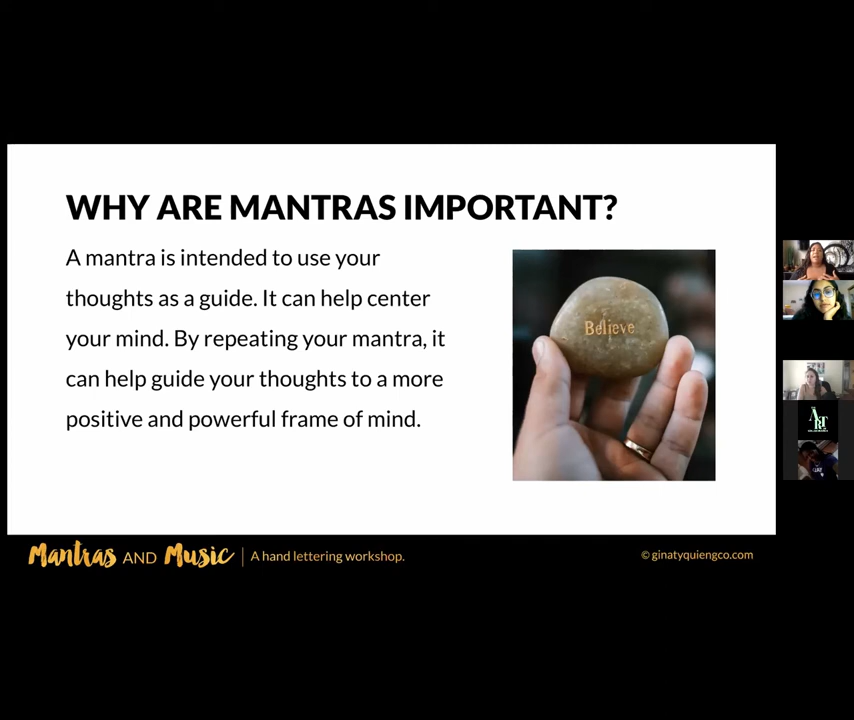 WHY ARE MANTRAS IMPORTANT?
A mantra is intended to use your
thoughts as a guide. It can help center
your mind. By repeating your mantra, it
can help guide your thoughts to a more
positive and powerful frame of mind.
Believe
Mantras AND Music | A hand lettering workshop.
© ginatyquiengco.com